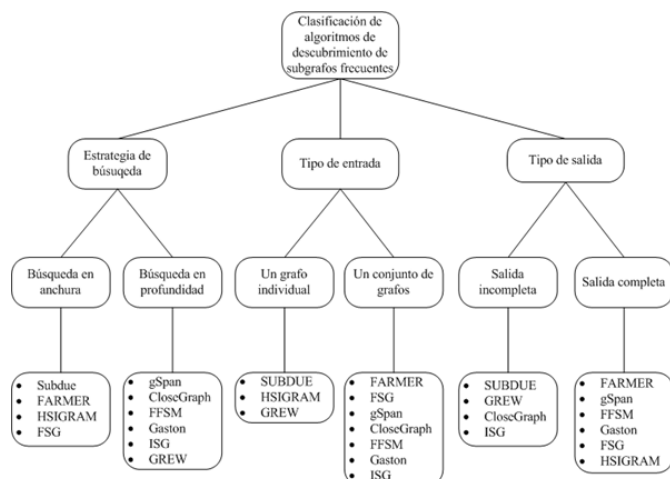 Clasificación de
algoritmos de
descubrimiento de
subgrafos frecuentes
Estrategia de
búsuqeda
Tipo de entrada
Tipo de salida
Búsqueda en
anchura
Búsqueda en
profundidad
Un grafo
individual
Un conjunto de
grafos
Salida
incompleta
Salida completa
• Subdue
• FARMER
• HSIGRAM
• FSG
• gSpan
• CloseGraph
• FFSM
• Gaston
• ISG
• GREW
• SUBDUE
• HSIGRAM
• GREW
• FARMER
• FSG
• gSpan
• CloseGraph
• FFSM
• Gaston
• ISG
• SUBDUE
• GREW
• CloseGraph
• ISG
• FARMER
• gSpan
• FFSM
• Gaston
• FSG
• HSIGRAM